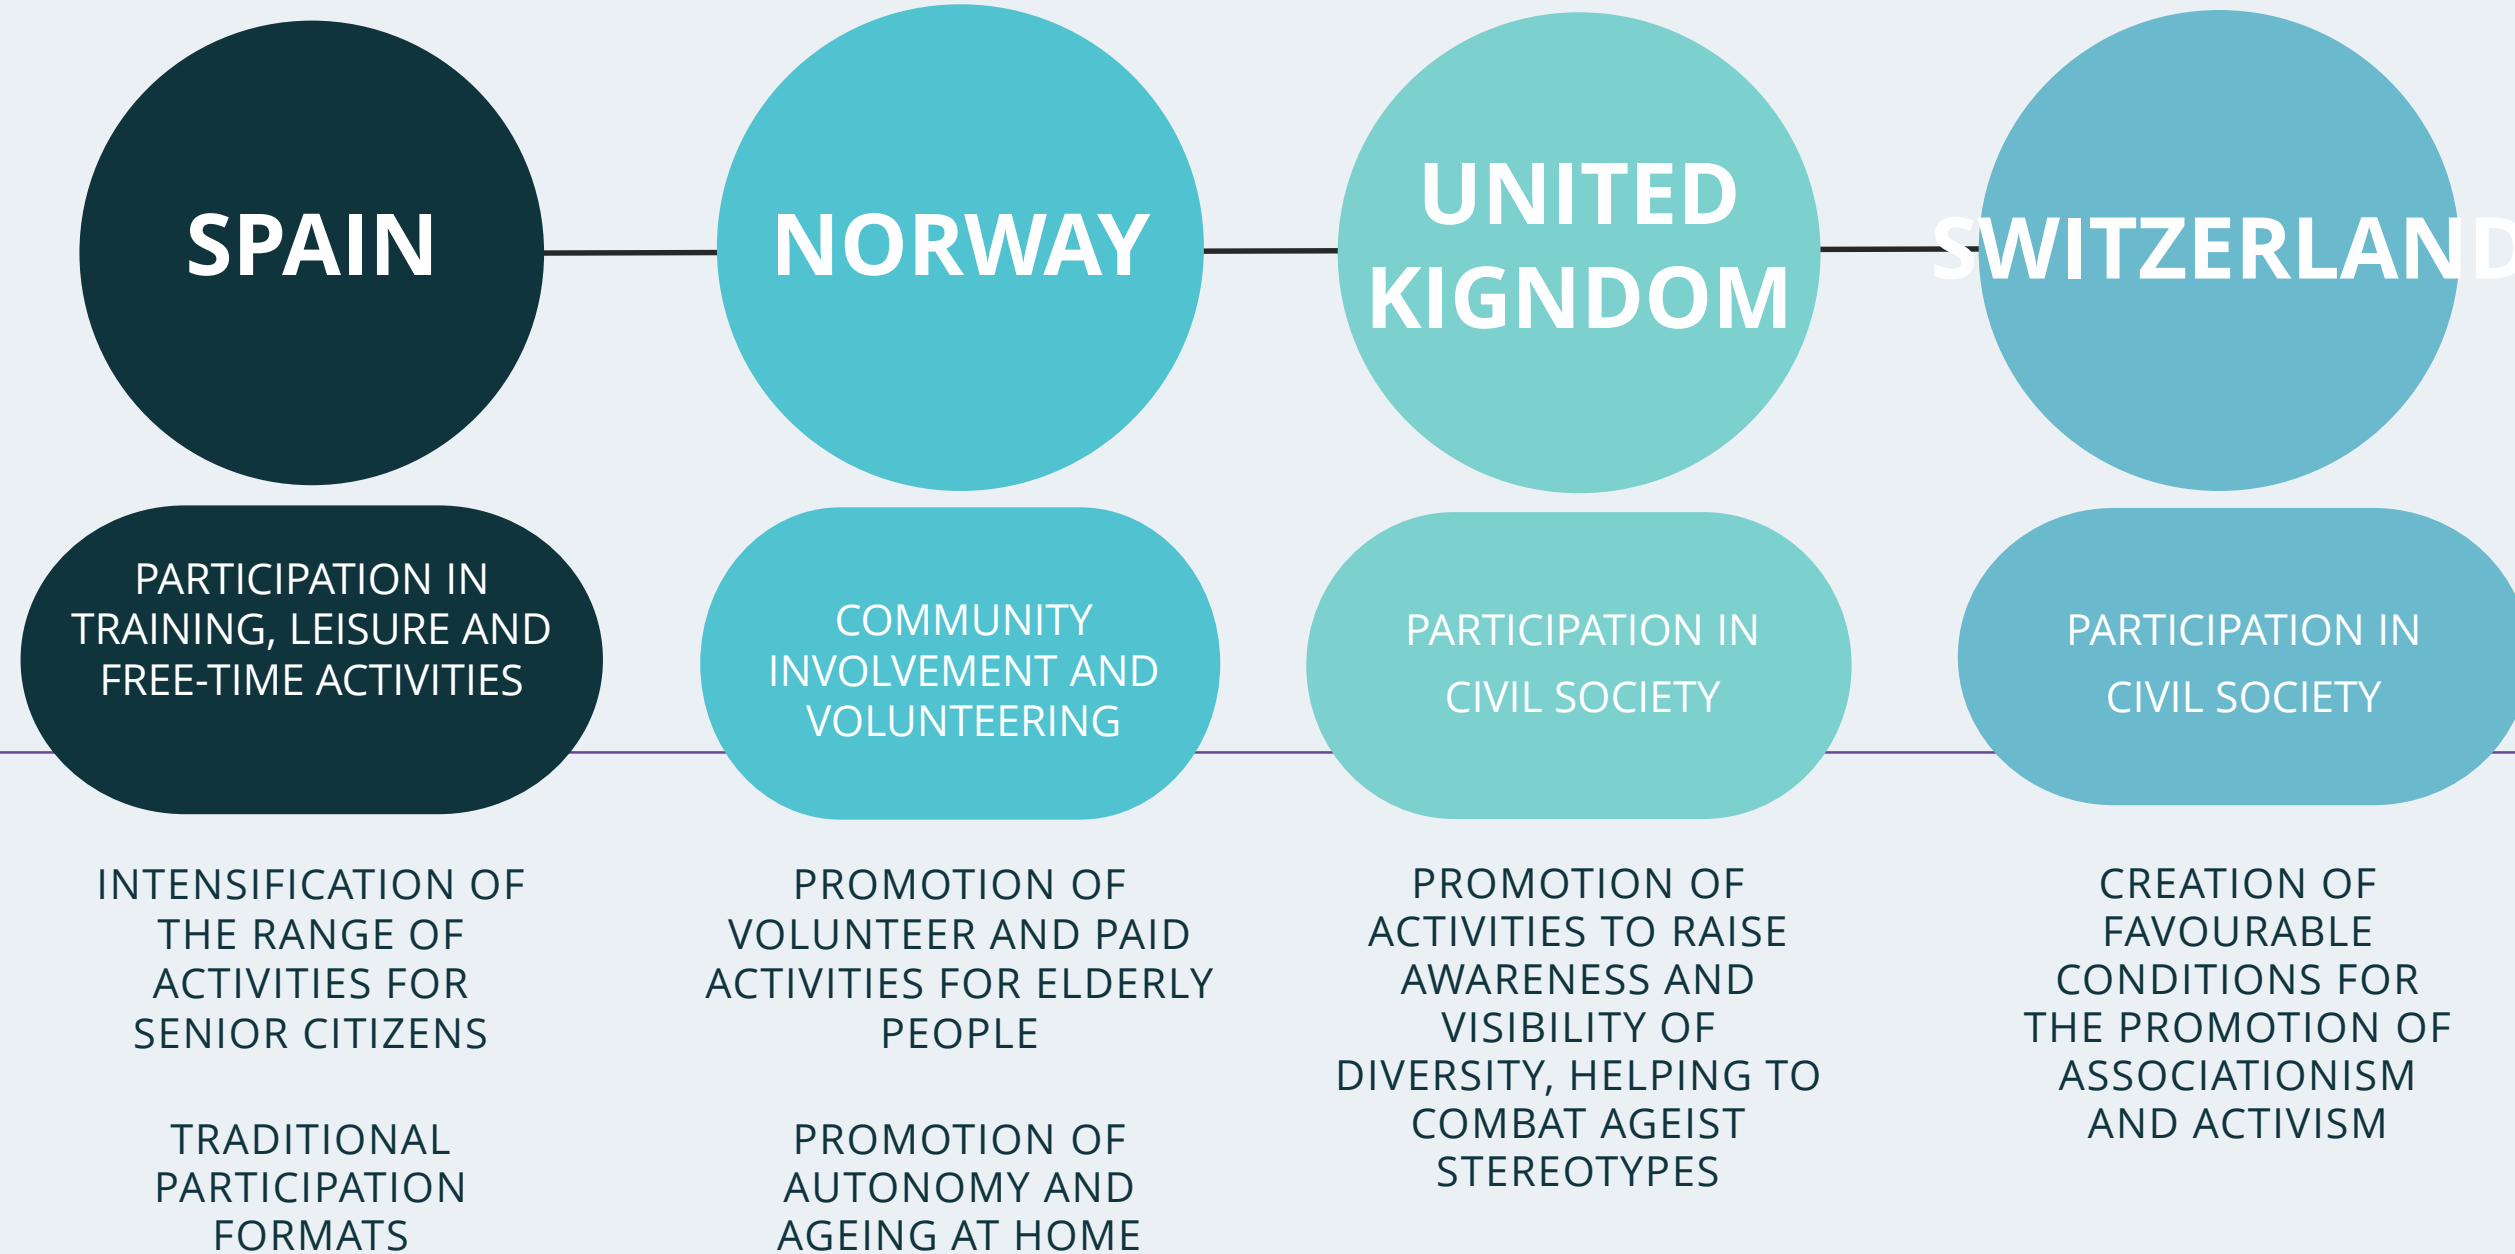 SPAIN
PARTICIPATION IN
TRAINING, LEISURE AND
FREE-TIME ACTIVITIES
INTENSIFICATION OF
THE RANGE OF
ACTIVITIES FOR
SENIOR CITIZENS
TRADITIONAL
PARTICIPATION
FORMATS
NORWAY
COMMUNITY
INVOLVEMENT AND
VOLUNTEERING
PROMOTION OF
VOLUNTEER AND PAID
ACTIVITIES FOR ELDERLY
PEOPLE
PROMOTION OF
AUTONOMY AND
AGEING AT HOME
UNITED
KIGNDOM
PARTICIPATION IN
CIVIL SOCIETY
PROMOTION OF
ACTIVITIES TO RAISE
AWARENESS AND
VISIBILITY OF
DIVERSITY, HELPING TO
COMBAT AGEIST
STEREOTYPES
SWITZERLAND
PARTICIPATION IN
CIVIL SOCIETY
CREATION OF
FAVOURABLE
CONDITIONS FOR
THE PROMOTION OF
ASSOCIATIONISM
AND ACTIVISM